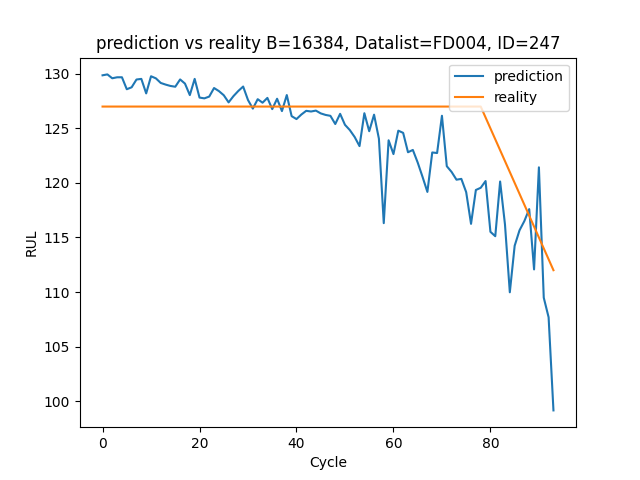 prediction vs reality B=16384, Datalist=FD004, ID=247
prediction
reality
RUL
130
125
120
115
110
105
100
0
20
40
60
80
Cycle